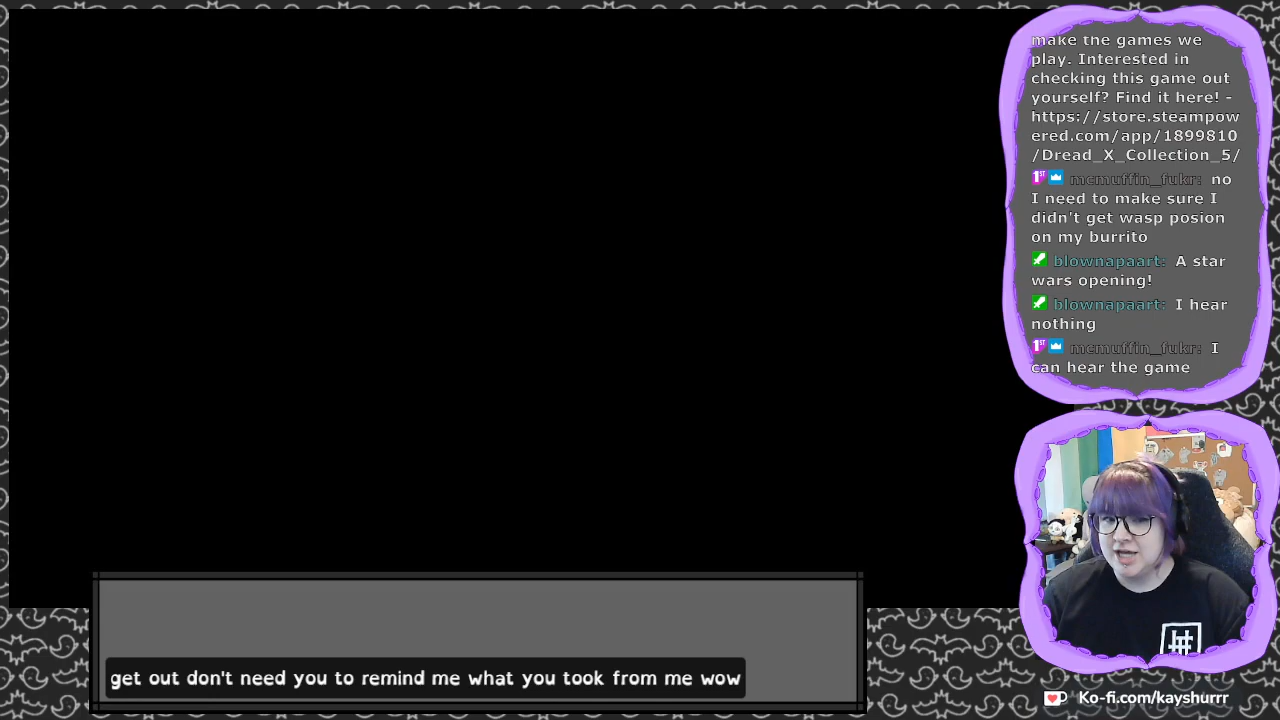 make the games we
play. Interested in
checking this game out
yourself? Find it here! -
https://store.steampow
ered.com/app/1899810
/Dread_X_Collection_5/
1ST mcmuffin_fukr: no
I need to make sure I
didn't get wasp posion
on my burrito
blownapaart: A star
wars opening!
blownapaart: I hear
nothing
1ST mcmuffin_fukr: I
can hear the game
get out don't need you to remind me what you took from me wow
Ko-fi.com/kayshurrr